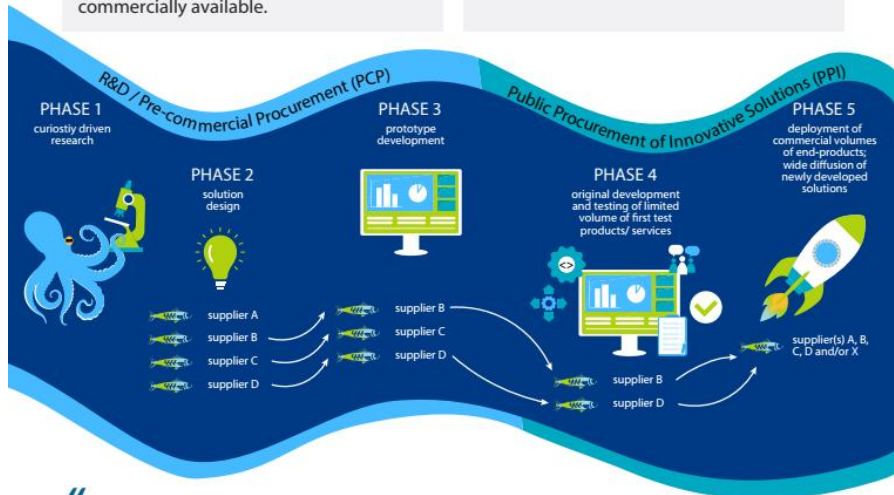 commercially available.
R&D / Pre-commercial Procurement (PCP)
Public Procurement of Innovative Solutions (PPI)
PHASE 1
curiostiy driven
research
PHASE 2
solution
design
supplier A
supplier B
supplier C
supplier D
PHASE 3
prototype
development
supplier B
supplier C
supplier D
PHASE 4
original development
and testing of limited
volume of first test
products/ services
<>
supplier B
supplier D
PHASE 5
deployment of
commercial volumes
of end-products;
wide diffusion of
newly developed
solutions
supplier(s) A, B,
C, D and/or X
“